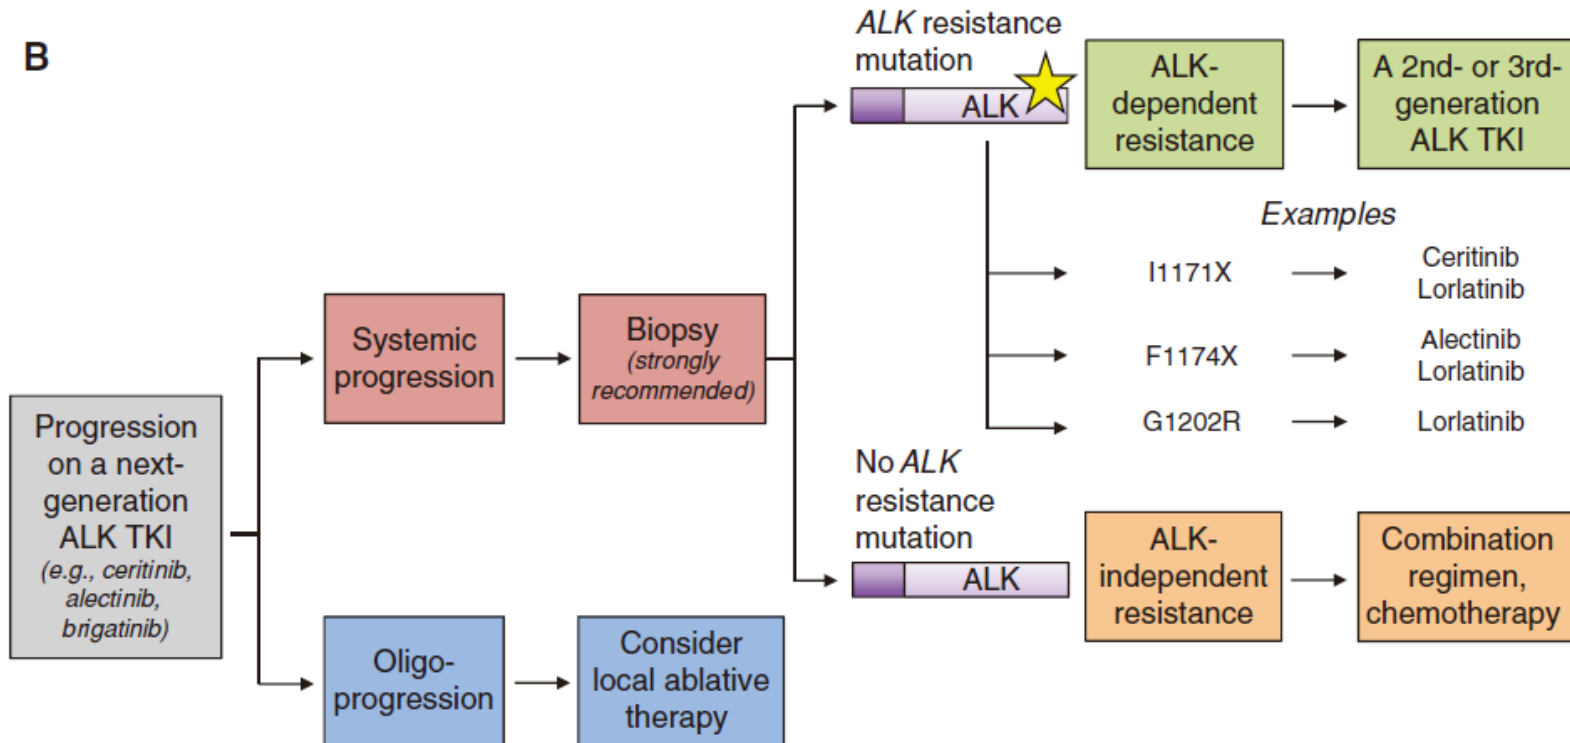 B
Progression
on a next-
generation
ALK TKI
(e.g., ceritinib,
alectinib,
brigatinib)
Systemic
progression
Biopsy
(strongly
recommended)
Oligo-
progression
Consider
local ablative
therapy
ALK resistance
mutation
ALK
ALK-
dependent
resistance
A 2nd- or 3rd-
generation
ALK TKI
Examples
I1171X
Ceritinib
Lorlatinib
F1174X
Alectinib
Lorlatinib
G1202R
Lorlatinib
No ALK
resistance
mutation
ALK
ALK-
independent
resistance
Combination
regimen,
chemotherapy